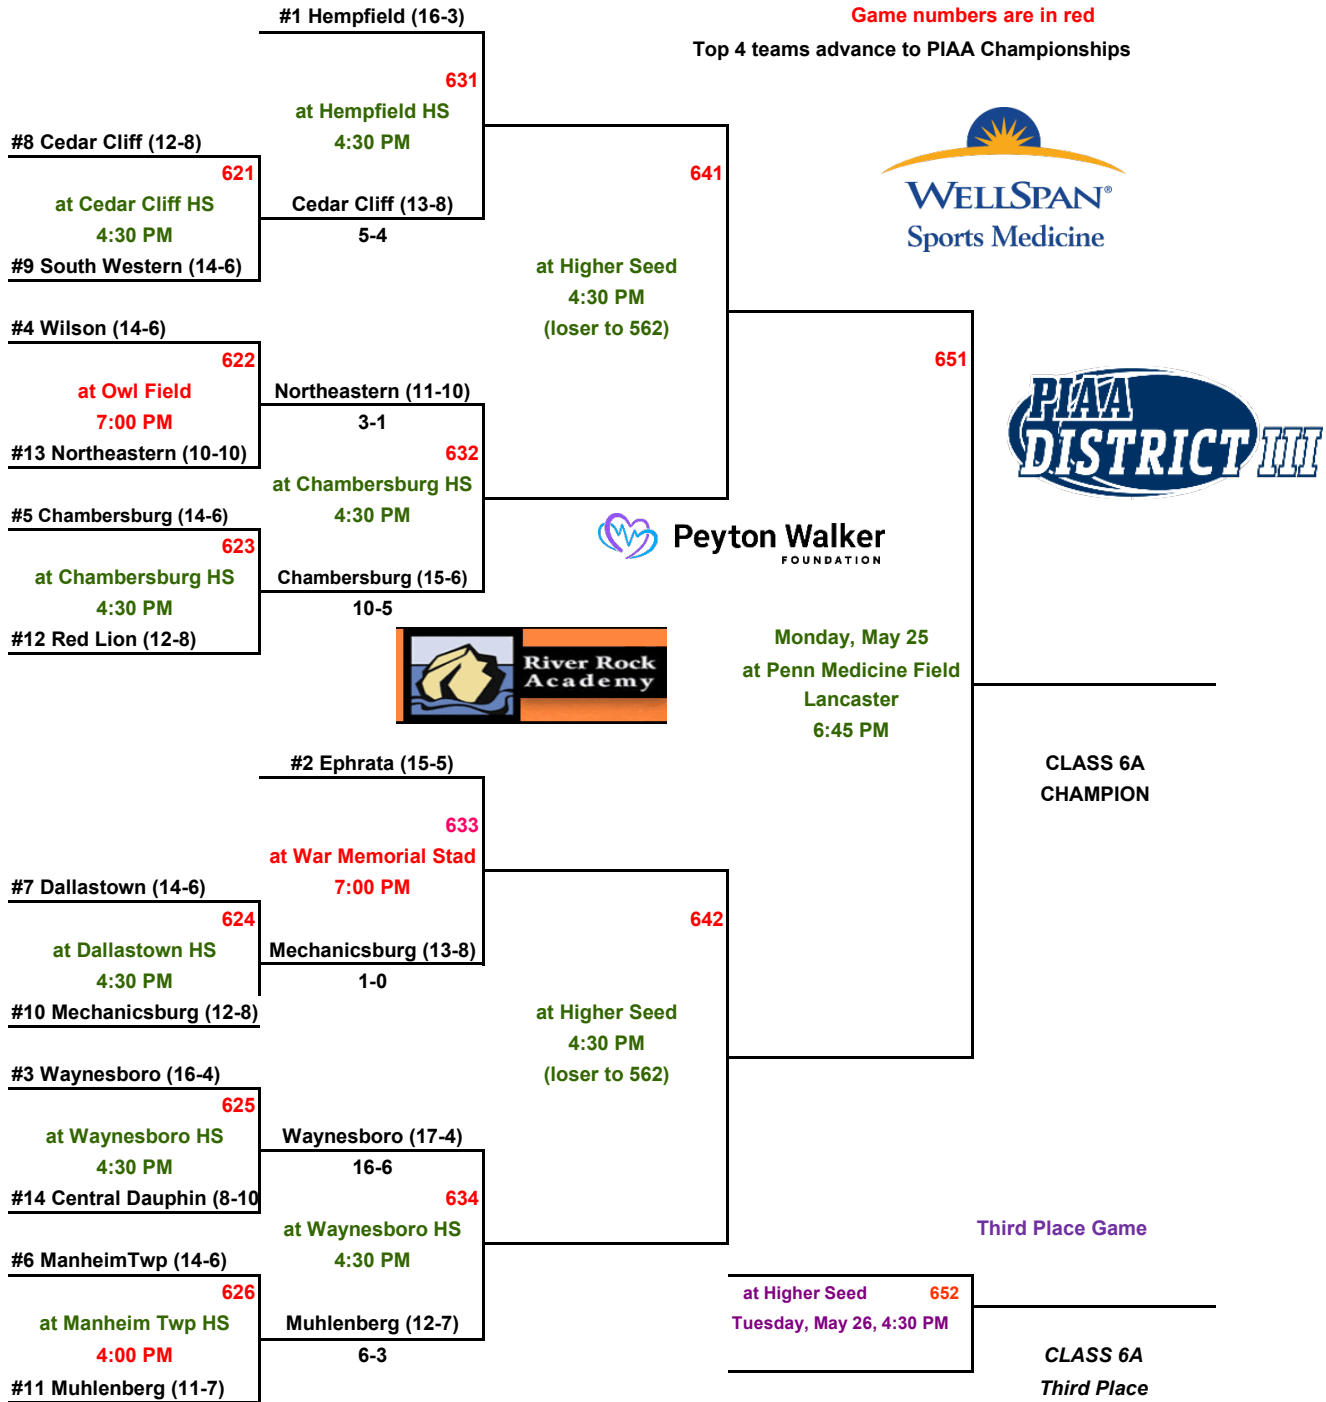 #1 Hempfield (16-3)
Game numbers are in red
Top 4 teams advance to PIAA Championships
631
at Hempfield HS
4:30 PM
#8 Cedar Cliff (12-8)
621
at Cedar Cliff HS
4:30 PM
#9 South Western (14-6)
Cedar Cliff (13-8)
5-4
641
at Higher Seed
4:30 PM
(loser to 562)
WELLSPAN®
Sports Medicine
#4 Wilson (14-6)
622
at Owl Field
7:00 PM
#13 Northeastern (10-10)
Northeastern (11-10)
3-1
632
at Chambersburg HS
4:30 PM
651
PIAA
DISTRICT III
#5 Chambersburg (14-6)
623
at Chambersburg HS
4:30 PM
#12 Red Lion (12-8)
Chambersburg (15-6)
10-5
Peyton Walker
FOUNDATION
River Rock
Academy
Monday, May 25
at Penn Medicine Field
Lancaster
6:45 PM
CLASS 6A
CHAMPION
#2 Ephrata (15-5)
633
at War Memorial Stad
7:00 PM
#7 Dallastown (14-6)
624
at Dallastown HS
4:30 PM
#10 Mechanicsburg (12-8)
Mechanicsburg (13-8)
1-0
642
at Higher Seed
4:30 PM
(loser to 562)
#3 Waynesboro (16-4)
625
at Waynesboro HS
4:30 PM
#14 Central Dauphin (8-10
Waynesboro (17-4)
16-6
634
at Waynesboro HS
4:30 PM
#6 ManheimTwp (14-6)
626
at Manheim Twp HS
4:00 PM
#11 Muhlenberg (11-7)
Muhlenberg (12-7)
6-3
Third Place Game
at Higher Seed 652
Tuesday, May 26, 4:30 PM
CLASS 6A
Third Place